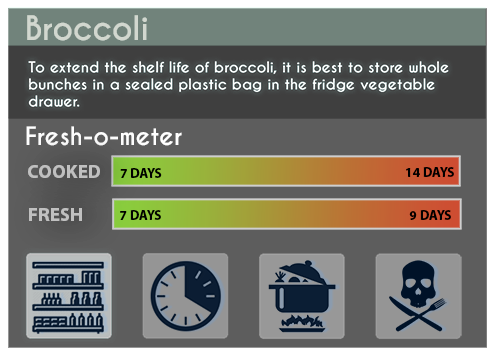 Broccoli
To extend the shelf life of broccoli, it is best to store whole
bunches in a sealed plastic bag in the fridge vegetable
drawer.
Fresh-o-meter
COOKED 7 DAYS 14 DAYS
FRESH 7 DAYS 9 DAYS